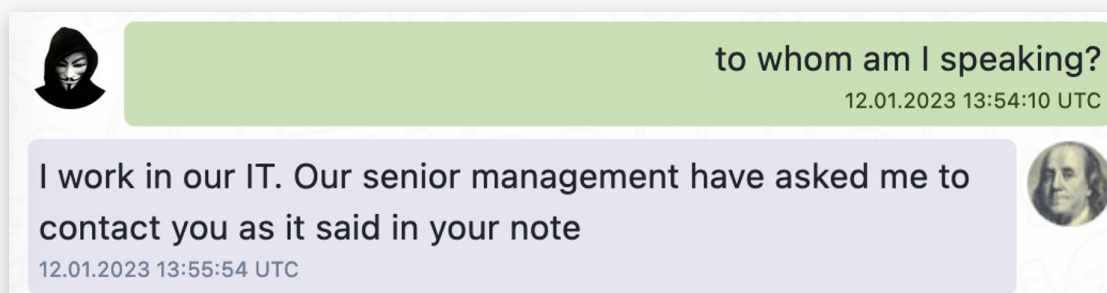 to whom am I speaking?
12.01.2023 13:54:10 UTC
I work in our IT. Our senior management have asked me to
contact you as it said in your note
12.01.2023 13:55:54 UTC